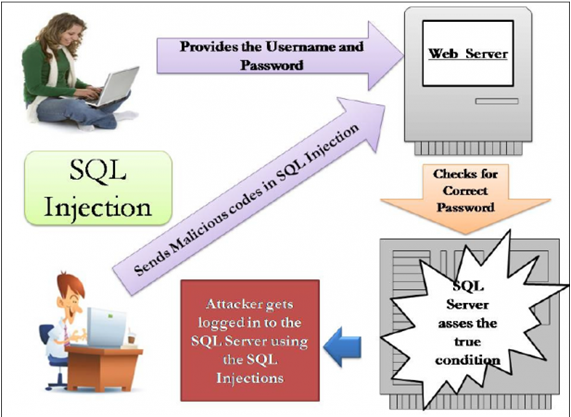 Provides the Username and
Password
Web Server
SQL
Injection
Sends Malicious codes in SQL Injection
Checks for
Correct
Password
SQL
Server
asses the
true
condition
Attacker gets
logged in to the
SQL Server using
the SQL
Injections